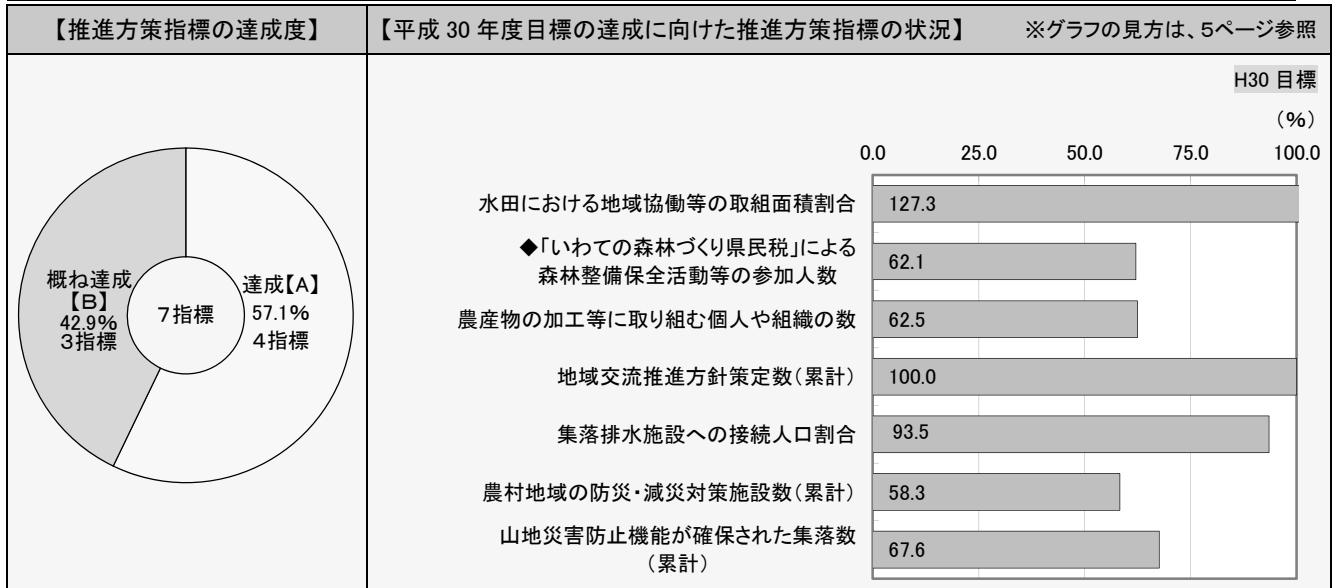 【推進方策指標の達成度】
【平成 30 年度目標の達成に向けた推進方策指標の状況】 ※グラフの見方は、5ページ参照
概ね達成
【B】
42.9%
3指標
7指標
達成【A】
57.1%
4指標
H30 目標
(%)
0.0 25.0 50.0 75.0 100.0
水田における地域協働等の取組面積割合 127.3
◆「いわての森林づくり県民税」による
森林整備保全活動等の参加人数 62.1
農産物の加工等に取り組む個人や組織の数 62.5
地域交流推進方針策定数(累計) 100.0
集落排水施設への接続人口割合 93.5
農村地域の防災・減災対策施設数(累計) 58.3
山地災害防止機能が確保された集落数
(累計) 67.6